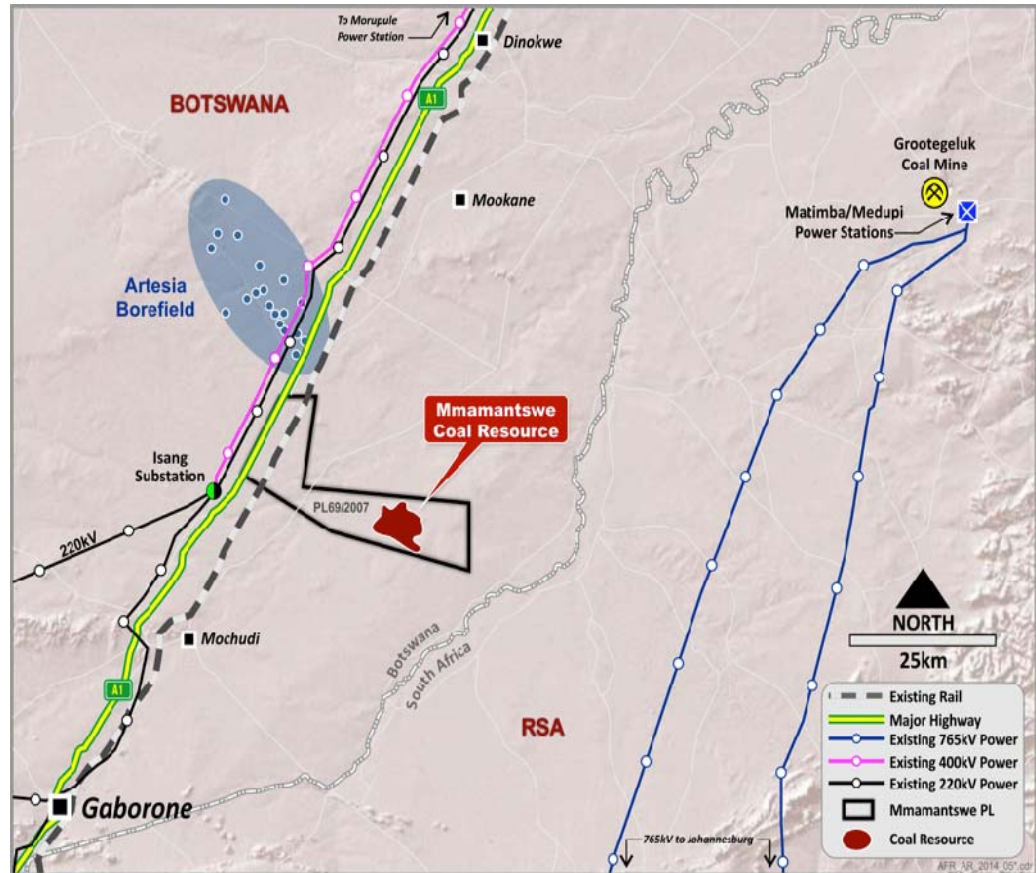 To Morupule
Power Station
Dinokwe
BOTSWANA
A1
Grootegeluk
Coal Mine
Mookane
Matimba/Medupi
Power Stations
Artesia
Borefield
Mmamantswe
Coal Resource
Isang
Substation
PL69/2007
220kV
Botswana
South Africa
NORTH
25km
Mochudi
A1
RSA
Existing Rail
Major Highway
Existing 765kV Power
Existing 400kV Power
Existing 220kV Power
Mmamantswe PL
Coal Resource
Gaborone
765kV to Johannesburg
AFR_AR_2014_05*.cdr